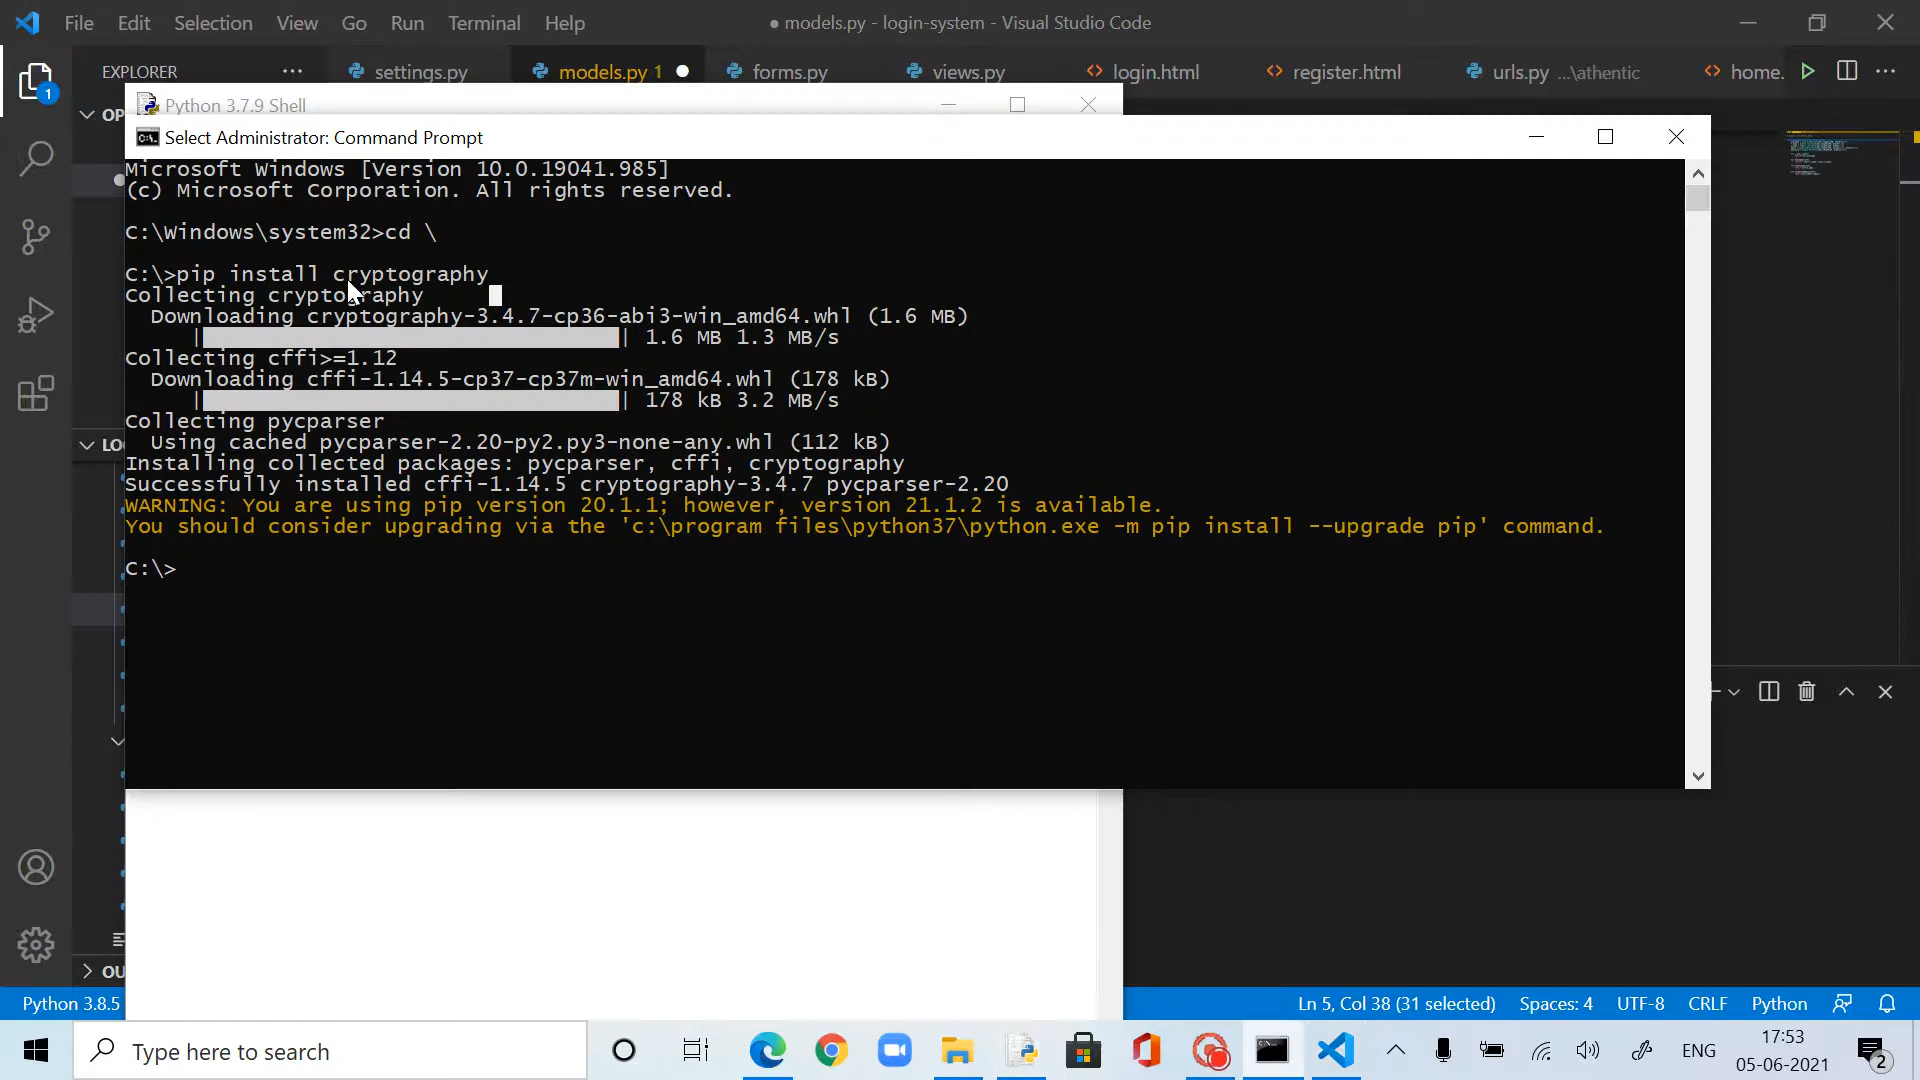 File Edit Selection View Go Run Terminal Help
● models.py - login-system - Visual Studio Code
EXPLORER ···
settings.py
models.py 1
forms.py
views.py
login.html
register.html
urls.py ...\athentic
home.
OP
Python 3.7.9 Shell
Select Administrator: Command Prompt
Microsoft Windows [Version 10.0.19041.985]
(c) Microsoft Corporation. All rights reserved.
C:\Windows\system32>cd \
C:\>pip install cryptography
Collecting cryptography
Downloading cryptography-3.4.7-cp36-abi3-win_amd64.whl (1.6 MB)
| | 1.6 MB 1.3 MB/s
Collecting cffi>=1.12
Downloading cffi-1.14.5-cp37-cp37m-win_amd64.whl (178 kB)
| | 178 kB 3.2 MB/s
Collecting pycparser
Using cached pycparser-2.20-py2.py3-none-any.whl (112 kB)
LO
Installing collected packages: pycparser, cffi, cryptography
Successfully installed cffi-1.14.5 cryptography-3.4.7 pycparser-2.20
WARNING: You are using pip version 20.1.1; however, version 21.1.2 is available.
You should consider upgrading via the 'c:\program files\python37\python.exe -m pip install --upgrade pip' command.
C:\>
OU
Python 3.8.5
Ln 5, Col 38 (31 selected) Spaces: 4 UTF-8 CRLF Python
Type here to search
ENG
17:53
05-06-2021
2
1